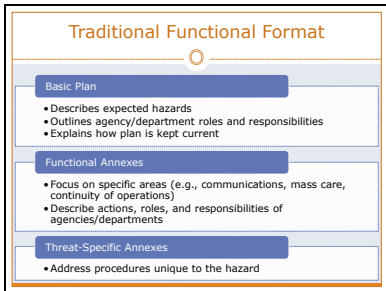 Traditional Functional Format
Basic Plan
•Describes expected hazards
•Outlines agency/department roles and responsibilities
•Explains how plan is kept current
Functional Annexes
•Focus on specific areas (e.g., communications, mass care,
continuity of operations)
•Describe actions, roles, and responsibilities of
agencies/departments
Threat-Specific Annexes
•Address procedures unique to the hazard